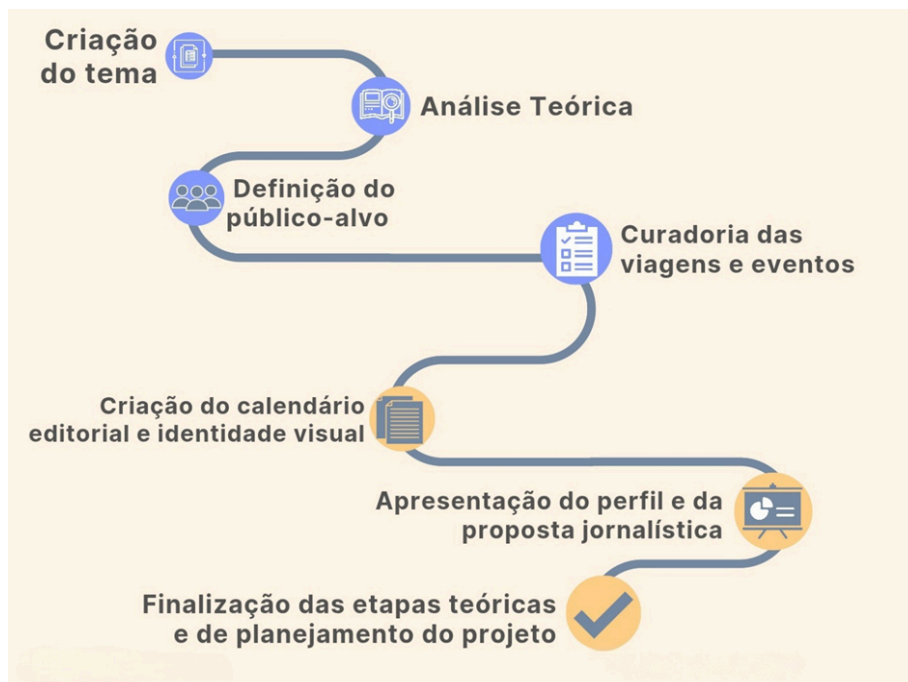 Criação
do tema
Análise Teórica
Definição do
público-alvo
Curadoria das
viagens e eventos
Criação do calendário
editorial e identidade visual
Apresentação do perfil e da
proposta jornalística
Finalização das etapas teóricas
e de planejamento do projeto